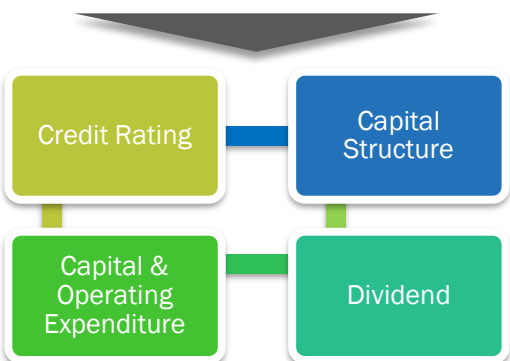 Credit Rating
Capital
Structure
Capital &
Operating
Expenditure
Dividend